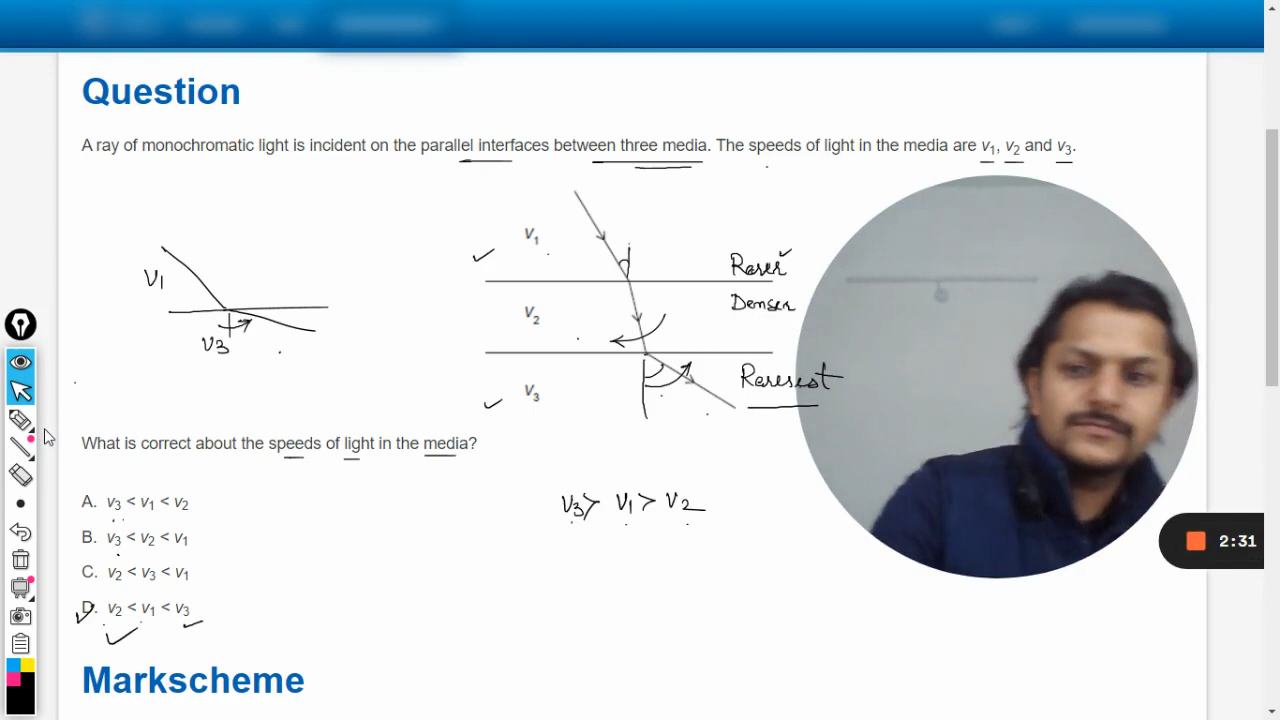 Question
A ray of monochromatic light is incident on the parallel interfaces between three media. The speeds of light in the media are v1, v2 and v3.
v1
v3
v1
Rarer
v2
Denser
v3
Rarerest
What is correct about the speeds of light in the media?
A. v3 < v1 < v2
v3 > v1 > v2
B. v3 < v2 < v1
2:31
C. v2 < v3 < v1
D. v2 < v1 < v3
Markscheme